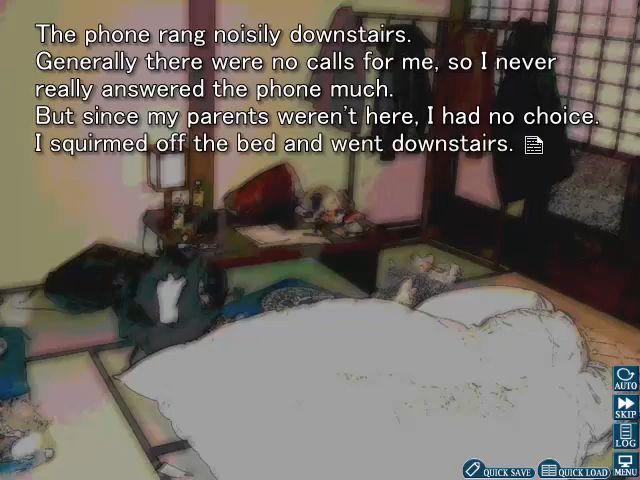 The phone rang noisily downstairs.
Generally there were no calls for me, so I never
really answered the phone much.
But since my parents weren't here, I had no choice.
I squirmed off the bed and went downstairs.
AUTO
SKIP
LOG
QUICK SAVE QUICK LOAD MENU